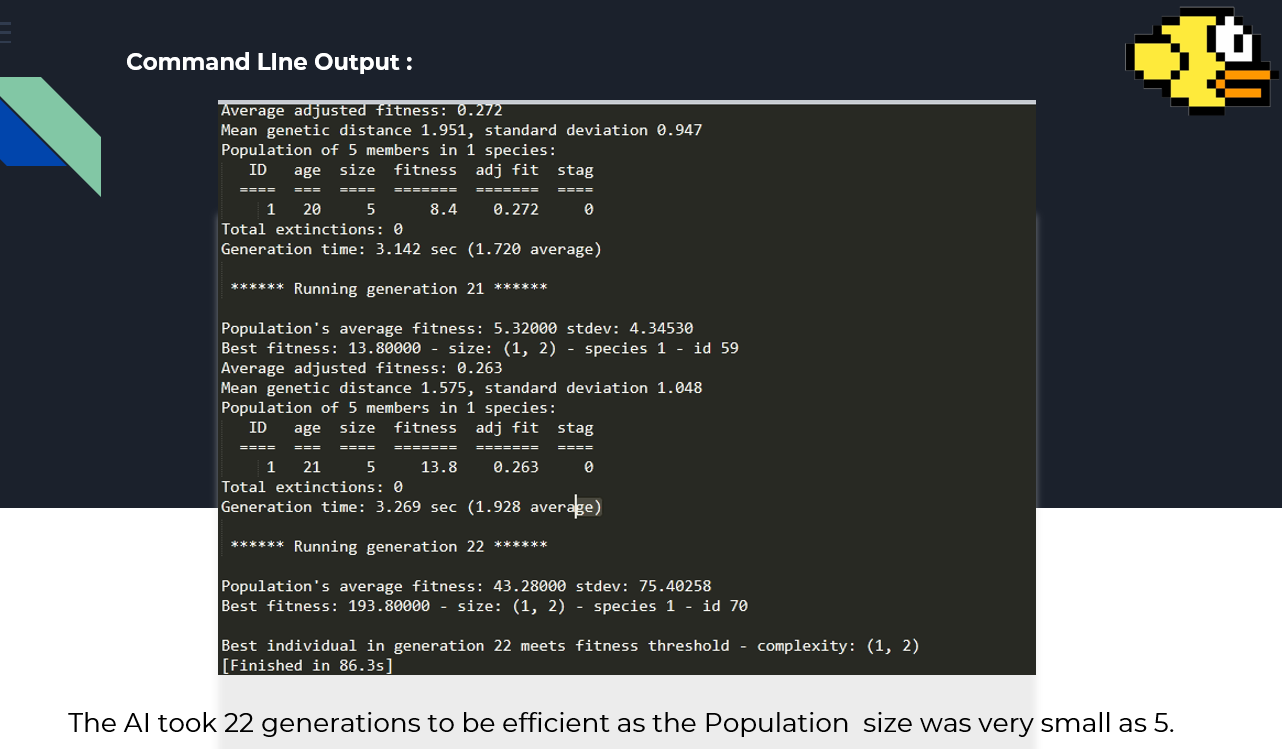 Command LIne Output :
Average adjusted fitness: 0.272
Mean genetic distance 1.951, standard deviation 0.947
Population of 5 members in 1 species:
   ID   age  size  fitness  adj fit  stag
  ====  ===  ====  =======  =======  ====
     1   20     5      8.4    0.272     0
Total extinctions: 0
Generation time: 3.142 sec (1.720 average)
 ****** Running generation 21 ******
Population's average fitness: 5.32000 stdev: 4.34530
Best fitness: 13.80000 - size: (1, 2) - species 1 - id 59
Average adjusted fitness: 0.263
Mean genetic distance 1.575, standard deviation 1.048
Population of 5 members in 1 species:
   ID   age  size  fitness  adj fit  stag
  ====  ===  ====  =======  =======  ====
     1   21     5     13.8    0.263     0
Total extinctions: 0
Generation time: 3.269 sec (1.928 average)
 ****** Running generation 22 ******
Population's average fitness: 43.28000 stdev: 75.40258
Best fitness: 193.80000 - size: (1, 2) - species 1 - id 70
Best individual in generation 22 meets fitness threshold - complexity: (1, 2)
[Finished in 86.3s]
The AI took 22 generations to be efficient as the Population  size was very small as 5.